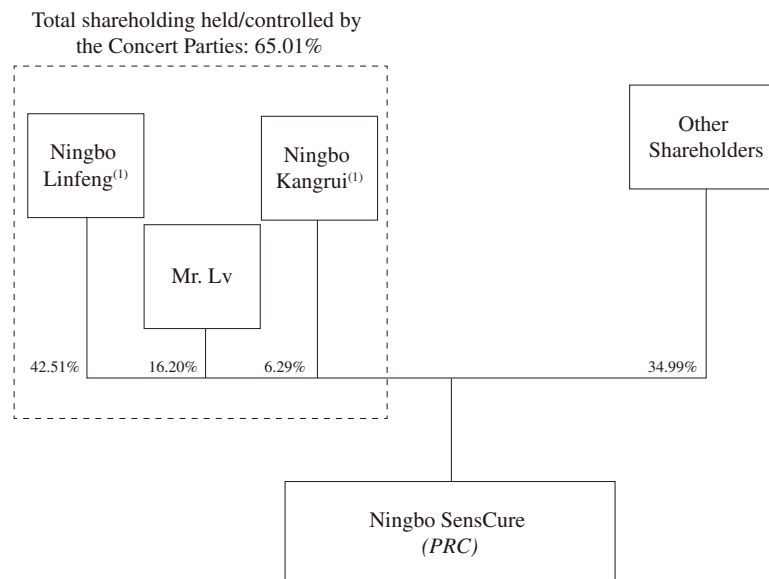 Total shareholding held/controlled by
the Concert Parties: 65.01%
Ningbo
Linfeng(1)
Ningbo
Kangrui(1)
Other
Shareholders
Mr. Lv
42.51%
16.20%
6.29%
34.99%
Ningbo SensCure
(PRC)